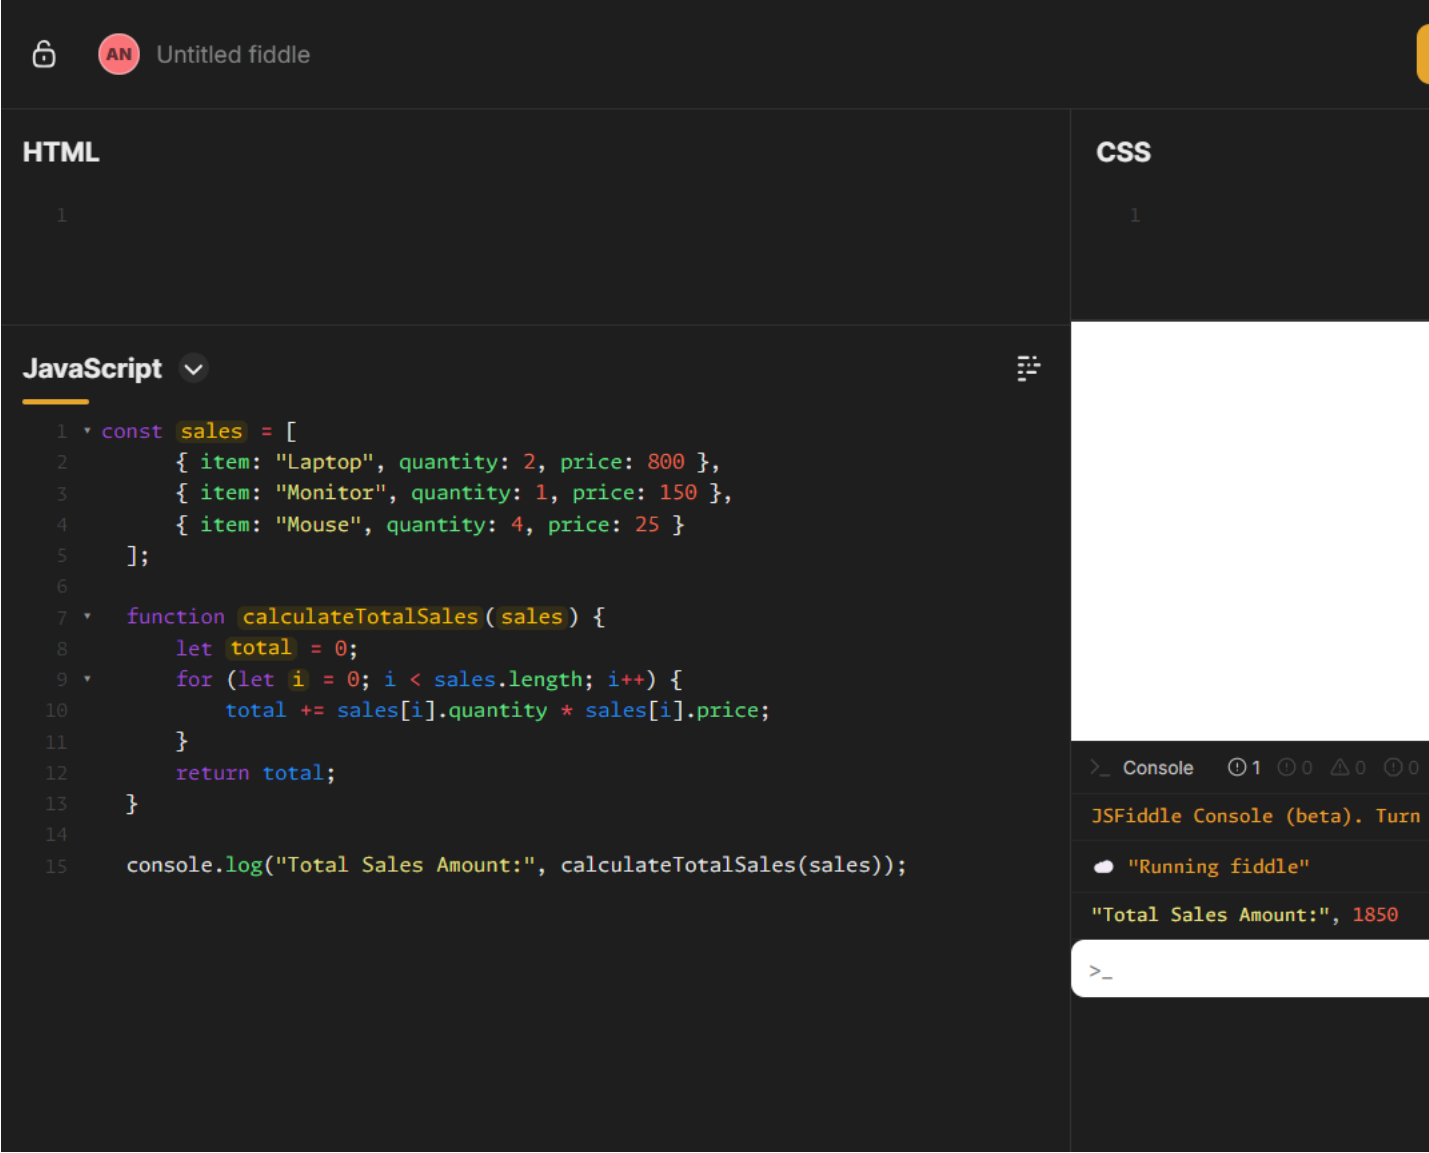 AN Untitled fiddle
HTML
1
CSS
1
JavaScript
1 const sales = [
2 { item: "Laptop", quantity: 2, price: 800 },
3 { item: "Monitor", quantity: 1, price: 150 },
4 { item: "Mouse", quantity: 4, price: 25 }
5 ];
6
7 function calculateTotalSales(sales) {
8 let total = 0;
9 for (let i = 0; i < sales.length; i++) {
10 total += sales[i].quantity * sales[i].price;
11 }
12 return total;
13 }
14
15 console.log("Total Sales Amount:", calculateTotalSales(sales));
>_ Console 1 0 0 0
JSFiddle Console (beta). Turn
"Running fiddle"
"Total Sales Amount:", 1850
>_